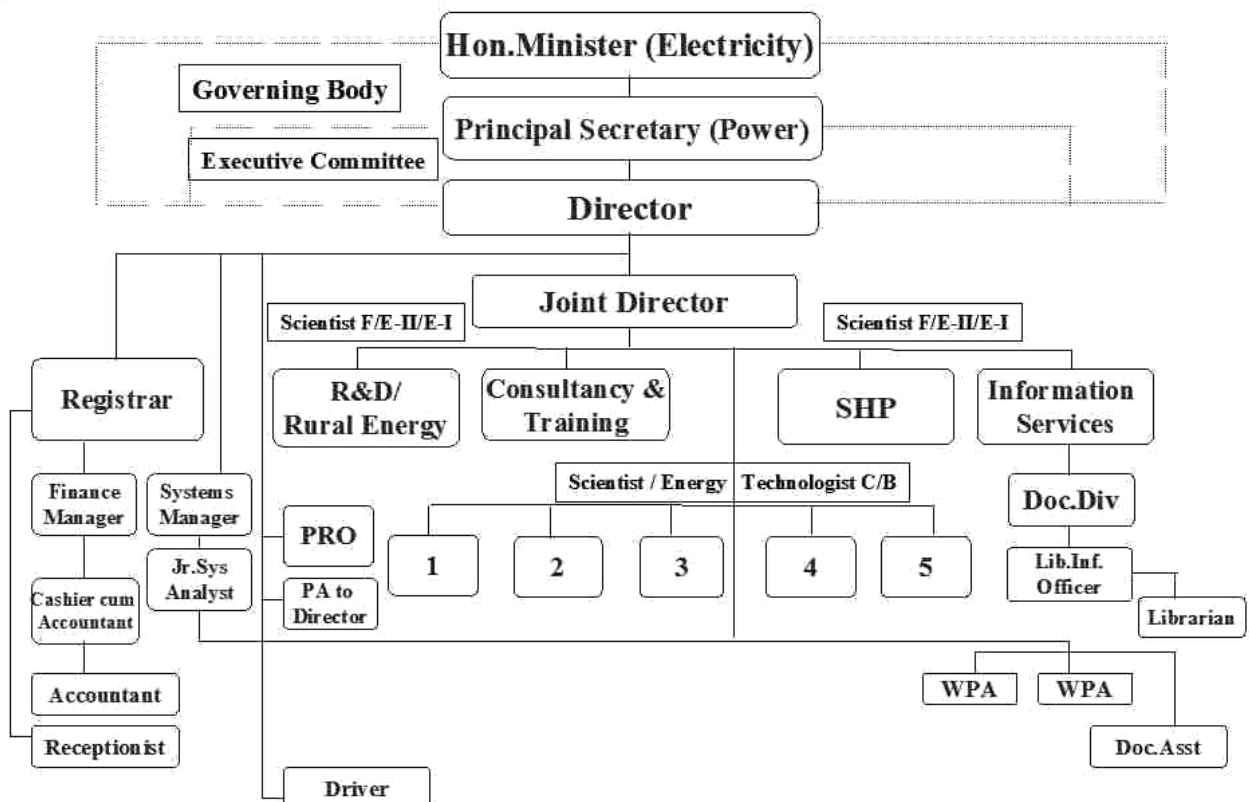 Hon.Minister (Electricity)
Governing Body
Principal Secretary (Power)
Executive Committee
Director
Joint Director
Scientist F/E-II/E-I
Scientist F/E-II/E-I
Registrar
R&D/
Rural Energy
Consultancy &
Training
SHP
Information
Services
Finance
Manager
Systems
Manager
Scientist / Energy Technologist C/B
Doc.Div
PRO
1
2
3
4
5
Jr.Sys
Analyst
Lib.Inf.
Officer
Cashier cum
Accountant
PA to
Director
Librarian
Accountant
WPA
WPA
Receptionist
Doc.Asst
Driver